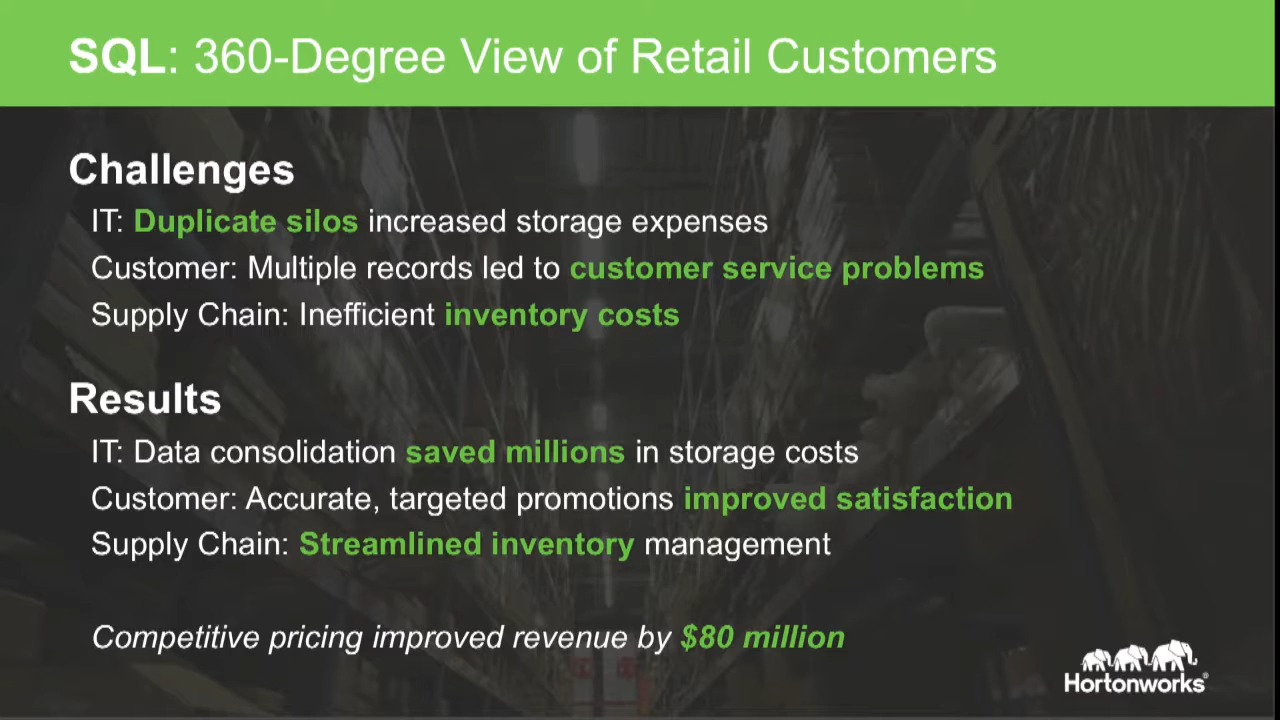 SQL: 360-Degree View of Retail Customers
Challenges
IT: Duplicate silos increased storage expenses
Customer: Multiple records led to customer service problems
Supply Chain: Inefficient inventory costs
Results
IT: Data consolidation saved millions in storage costs
Customer: Accurate, targeted promotions improved satisfaction
Supply Chain: Streamlined inventory management
Competitive pricing improved revenue by $80 million
Hortonworks®